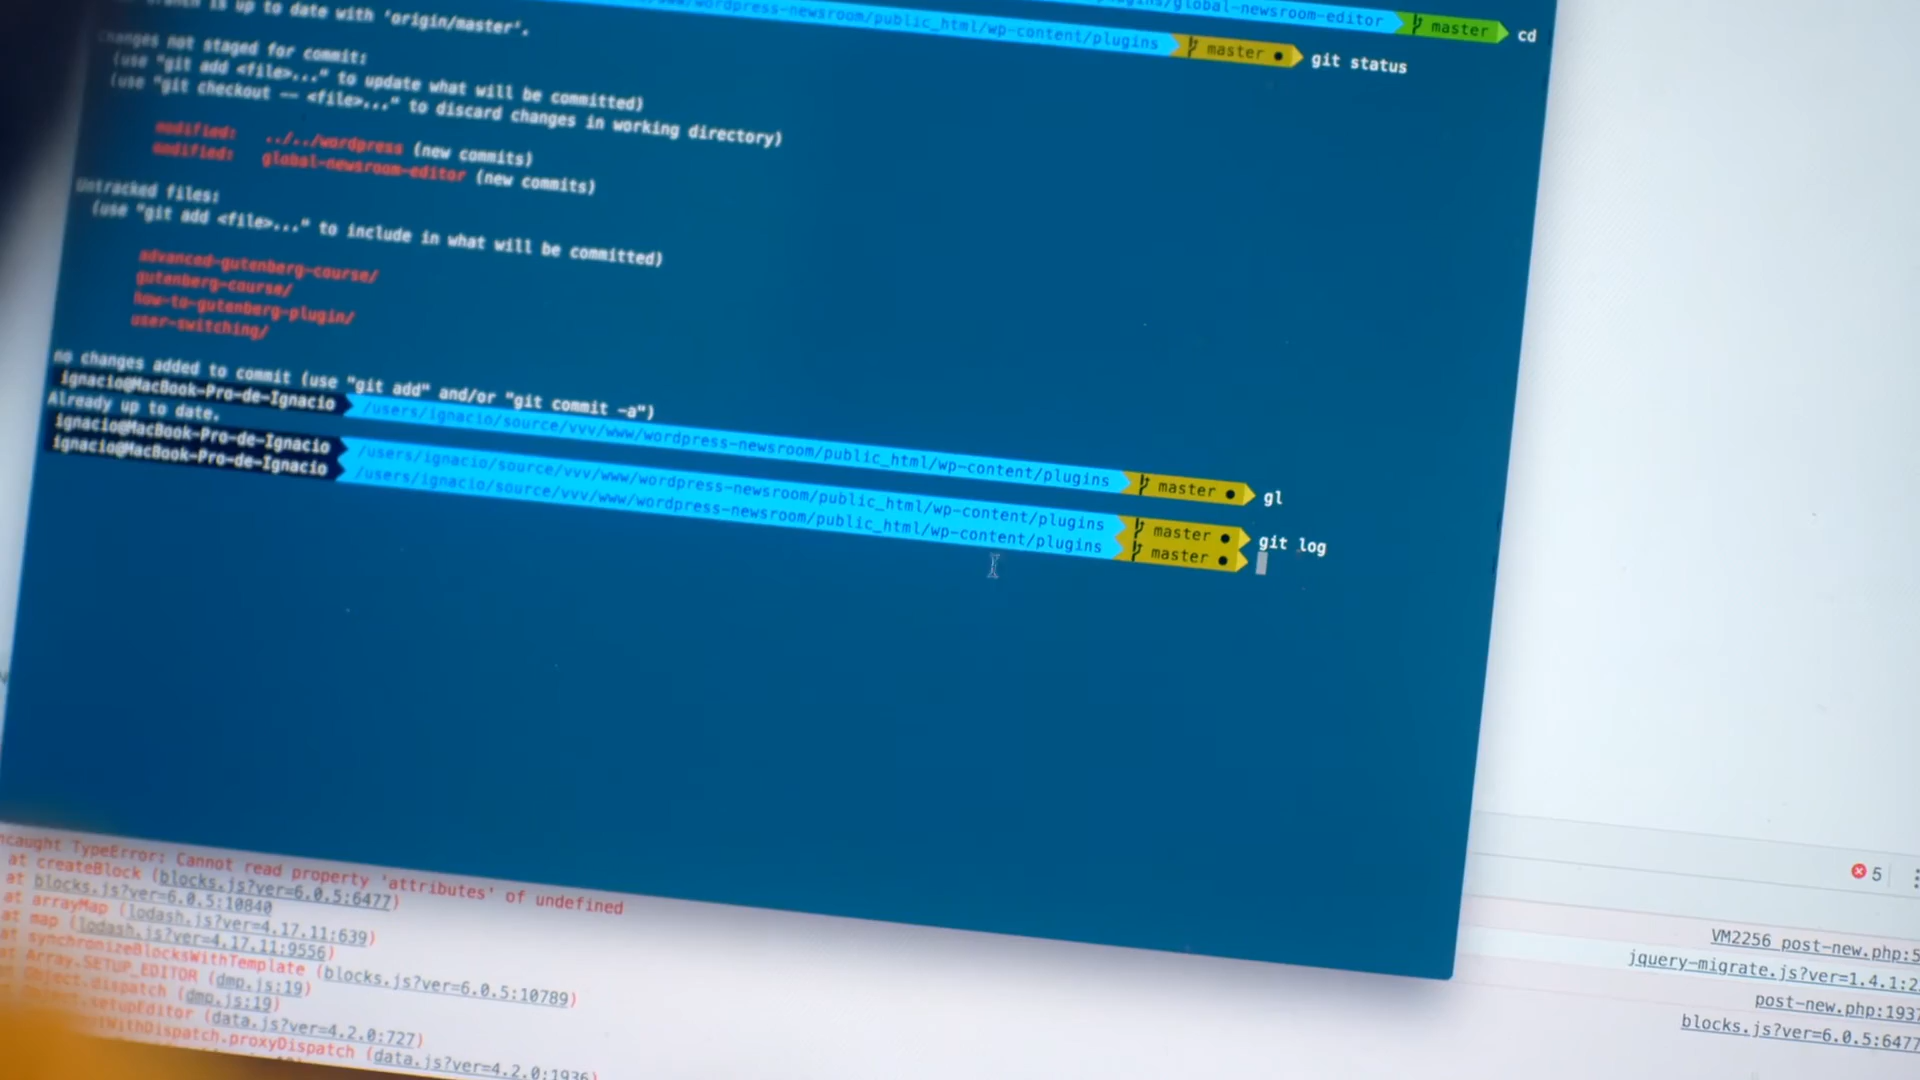 plugins/global-newsroom-editor master cd
is up to date with 'origin/master'.
wordpress-newsroom/public_html/wp-content/plugins master ● git status
Changes not staged for commit:
(use "git add <file>..." to update what will be committed)
(use "git checkout -- <file>..." to discard changes in working directory)
modified: ../../wordpress (new commits)
modified: global-newsroom-editor (new commits)
Untracked files:
(use "git add <file>..." to include in what will be committed)
advanced-gutenberg-course/
gutenberg-course/
how-to-gutenberg-plugin/
user-switching/
no changes added to commit (use "git add" and/or "git commit -a")
ignacio@MacBook-Pro-de-Ignacio /users/ignacio/source/vvv/www/wordpress-newsroom/public_html/wp-content/plugins master ● gl
Already up to date.
ignacio@MacBook-Pro-de-Ignacio /users/ignacio/source/vvv/www/wordpress-newsroom/public_html/wp-content/plugins master ● git log
ignacio@MacBook-Pro-de-Ignacio /users/ignacio/source/vvv/www/wordpress-newsroom/public_html/wp-content/plugins master ●
5
ncaught TypeError: Cannot read property 'attributes' of undefined
at createBlock (blocks.js?ver=6.0.5:6477)
at blocks.js?ver=6.0.5:10840
at arrayMap (lodash.js?ver=4.17.11:639)
at map (lodash.js?ver=4.17.11:9556)
at synchronizeBlocksWithTemplate (blocks.js?ver=6.0.5:10789)
at Array.SETUP_EDITOR (dmp.js:19)
Object.dispatch (dmp.js:19)
Object.setupEditor (data.js?ver=4.2.0:727)
WithDispatch.proxyDispatch (data.js?ver=4.2.0:1936)
VM2256 post-new.php:5
jquery-migrate.js?ver=1.4.1:2
post-new.php:1937
blocks.js?ver=6.0.5:6477